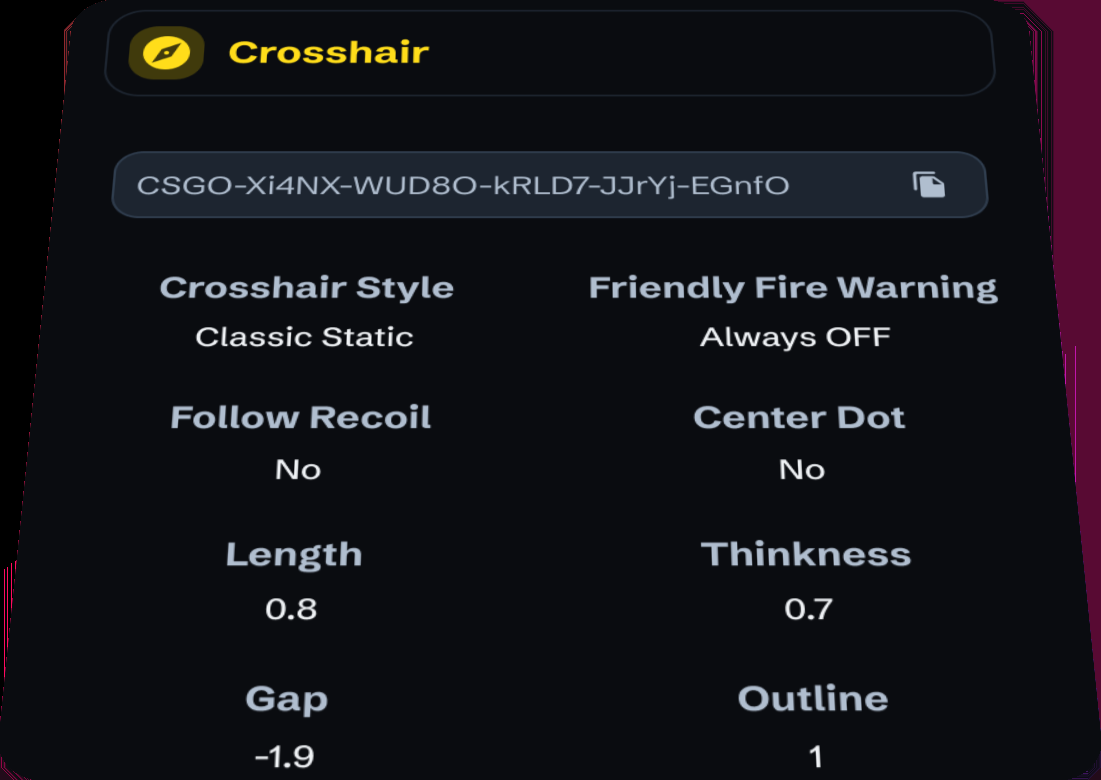 Crosshair
CSGO-Xi4NX-WUD8O-kRLD7-JJrYj-EGnfO
Crosshair Style Friendly Fire Warning
Classic Static Always OFF
Follow Recoil Center Dot
No No
Length Thinkness
0.8 0.7
Gap Outline
-1.9 1